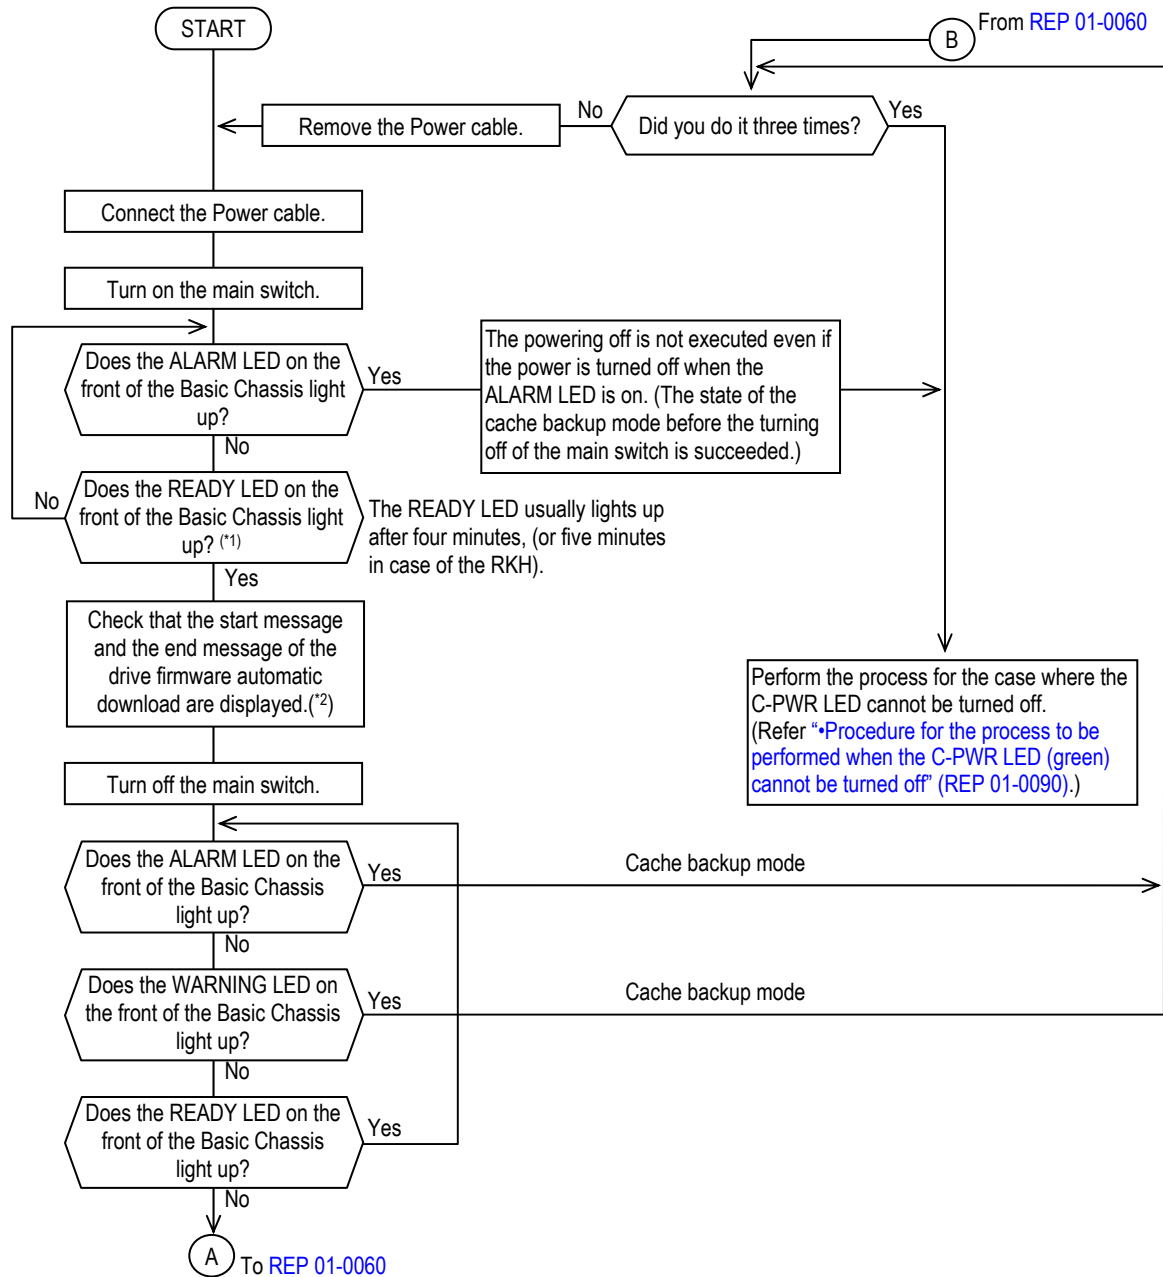 START
B
From REP 01-0060
Remove the Power cable.
No
Did you do it three times?
Yes
Connect the Power cable.
Turn on the main switch.
Does the ALARM LED on the
front of the Basic Chassis light
up?
Yes
The powering off is not executed even if
the power is turned off when the
ALARM LED is on. (The state of the
cache backup mode before the turning
off of the main switch is succeeded.)
No
Does the READY LED on the
front of the Basic Chassis light
up? (*1)
No
The READY LED usually lights up
after four minutes, (or five minutes
in case of the RKH).
Yes
Check that the start message
and the end message of the
drive firmware automatic
download are displayed.(*2)
Perform the process for the case where the
C-PWR LED cannot be turned off.
(Refer “•Procedure for the process to be
performed when the C-PWR LED (green)
cannot be turned off” (REP 01-0090).)
Turn off the main switch.
Does the ALARM LED on the
front of the Basic Chassis
light up?
Yes
Cache backup mode
No
Does the WARNING LED on
the front of the Basic Chassis
light up?
Yes
Cache backup mode
No
Does the READY LED on the
front of the Basic Chassis
light up?
Yes
No
A
To REP 01-0060